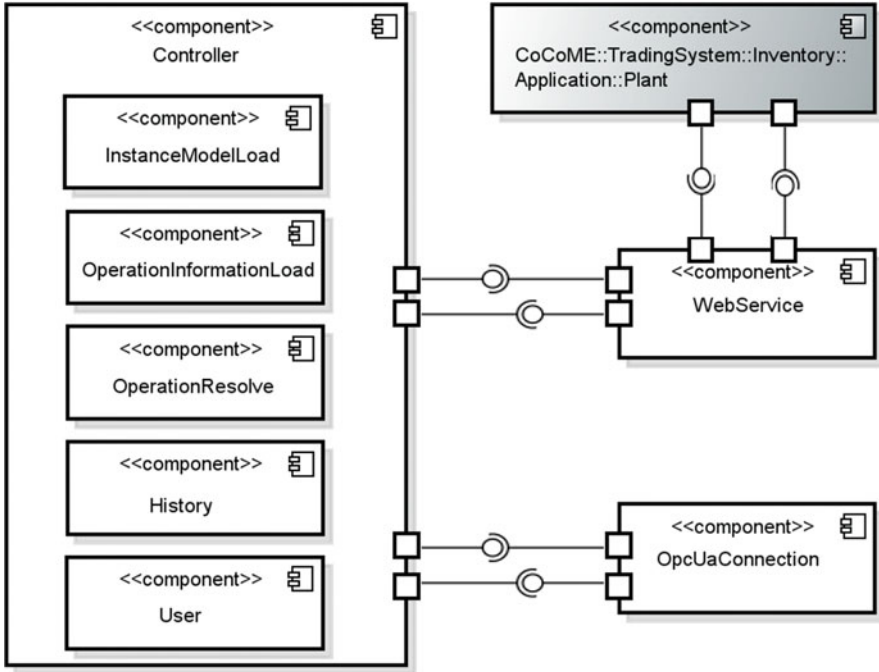 <<component>>
Controller
<<component>>
InstanceModelLoad
<<component>>
OperationInformationLoad
<<component>>
OperationResolve
<<component>>
History
<<component>>
User
<<component>>
CoCoME::TradingSystem::Inventory::
Application::Plant
<<component>>
WebService
<<component>>
OpcUaConnection